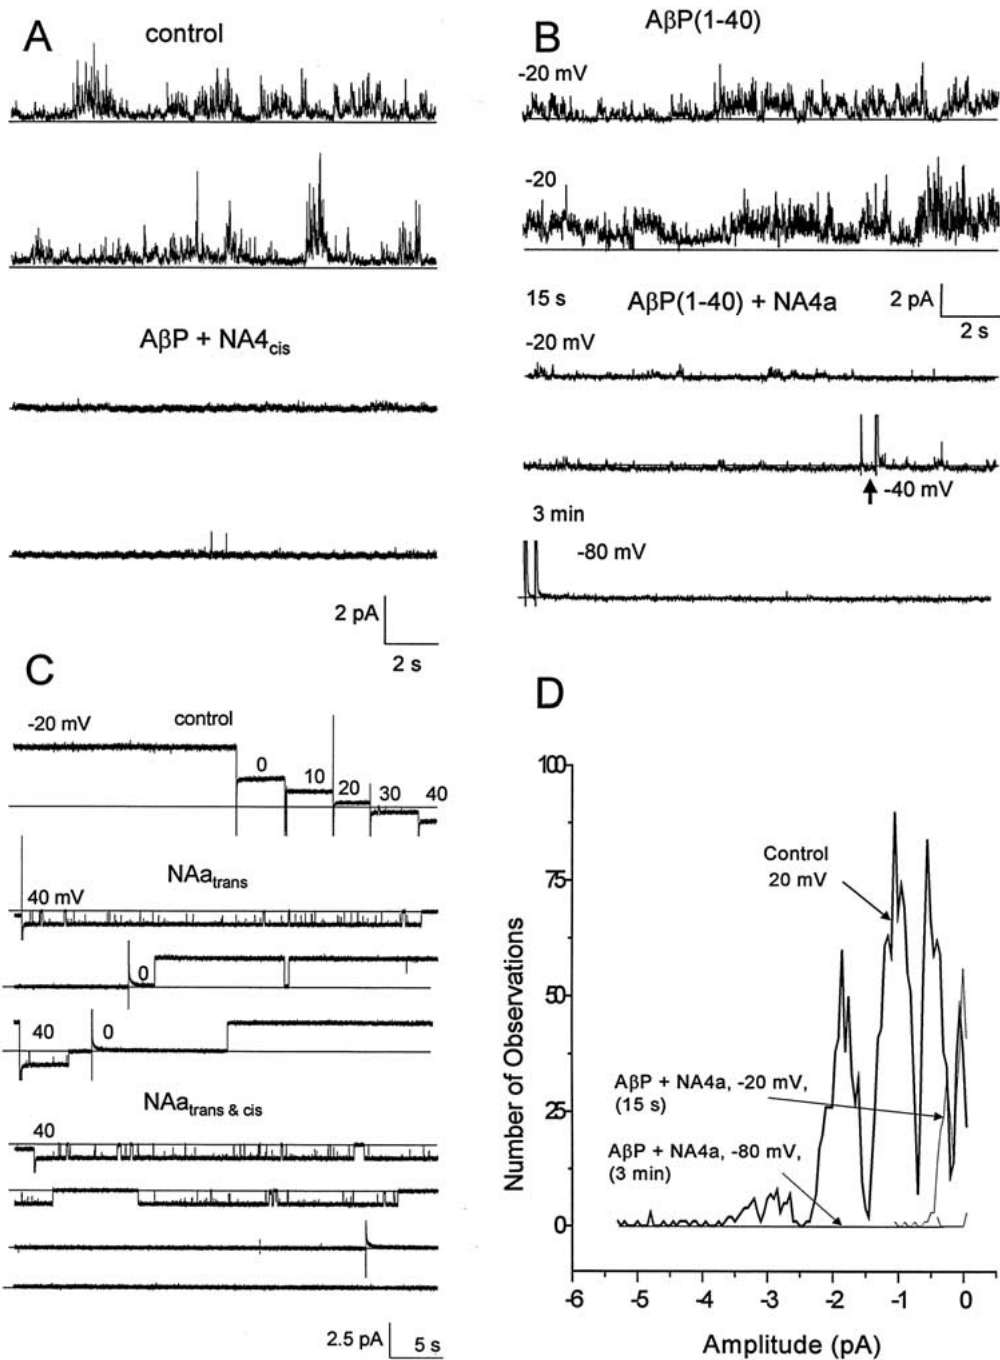 A
control
AβP + NA4cis
2 pA
2 s
B
AβP(1-40)
-20 mV
-20
15 s
AβP(1-40) + NA4a
2 pA
2 s
-20 mV
-40 mV
3 min
-80 mV
C
-20 mV
control
0
10
20
30
40
NAatrans
40 mV
0
40
0
NAatrans & cis
40
2.5 pA
5 s
D
100
75
50
25
0
Number of Observations
Control
20 mV
AβP + NA4a, -20 mV,
(15 s)
AβP + NA4a, -80 mV,
(3 min)
-6
-5
-4
-3
-2
-1
0
Amplitude (pA)